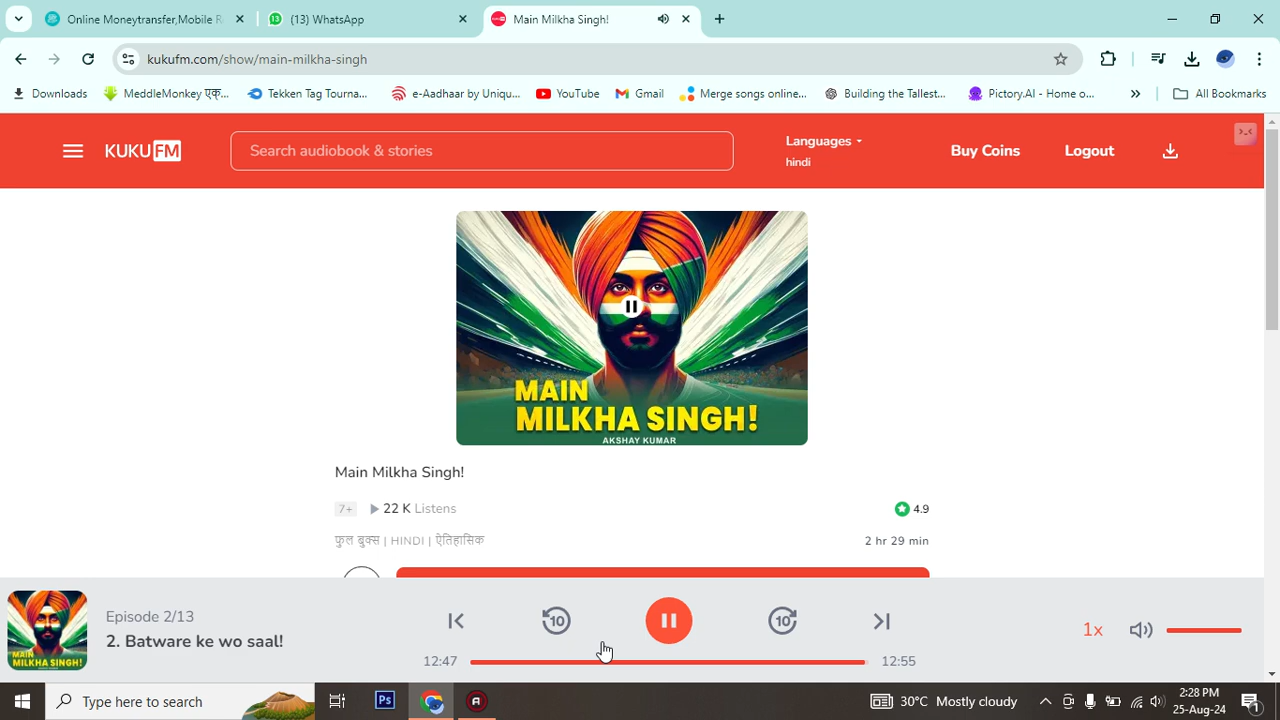 Online Moneytransfer,Mobile R
(13) WhatsApp
Main Milkha Singh!
kukufm.com/show/main-milkha-singh
Downloads
MeddleMonkey एक्...
Tekken Tag Tourna...
e-Aadhaar by Uniqu...
YouTube
Gmail
Merge songs online...
Building the Tallest...
Pictory.AI - Home o...
»
All Bookmarks
KUKU FM
Search audiobook & stories
Languages
hindi
Buy Coins
Logout
MAIN
MILKHA SINGH!
AKSHAY KUMAR
Main Milkha Singh!
7+
22 K Listens
4.9
फुल बुक्स | HINDI | ऐतिहासिक
2 hr 29 min
MAIN
MILKHA SINGH!
Episode 2/13
2. Batware ke wo saal!
10
10
12:47
12:55
1x
Type here to search
Ps
30°C Mostly cloudy
2:28 PM
25-Aug-24
1